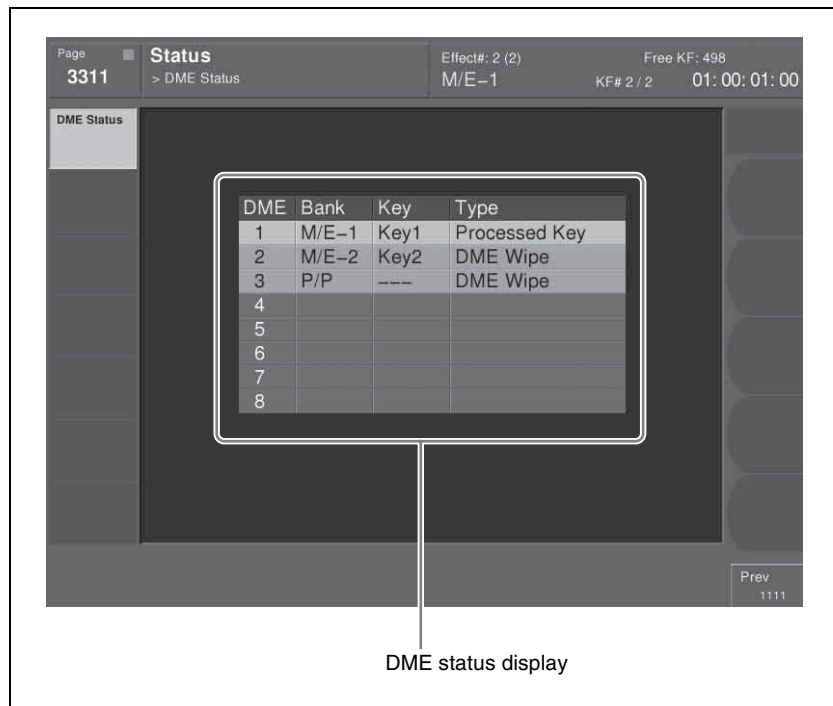 Page
3311
Status
> DME Status
Effect#: 2 (2)
M/E–1
Free KF: 498
KF# 2 / 2
01: 00: 01: 00
DME Status
DME Bank Key Type
1 M/E–1 Key1 Processed Key
2 M/E–2 Key2 DME Wipe
3 P/P ––– DME Wipe
4
5
6
7
8
Prev
1111
DME status display